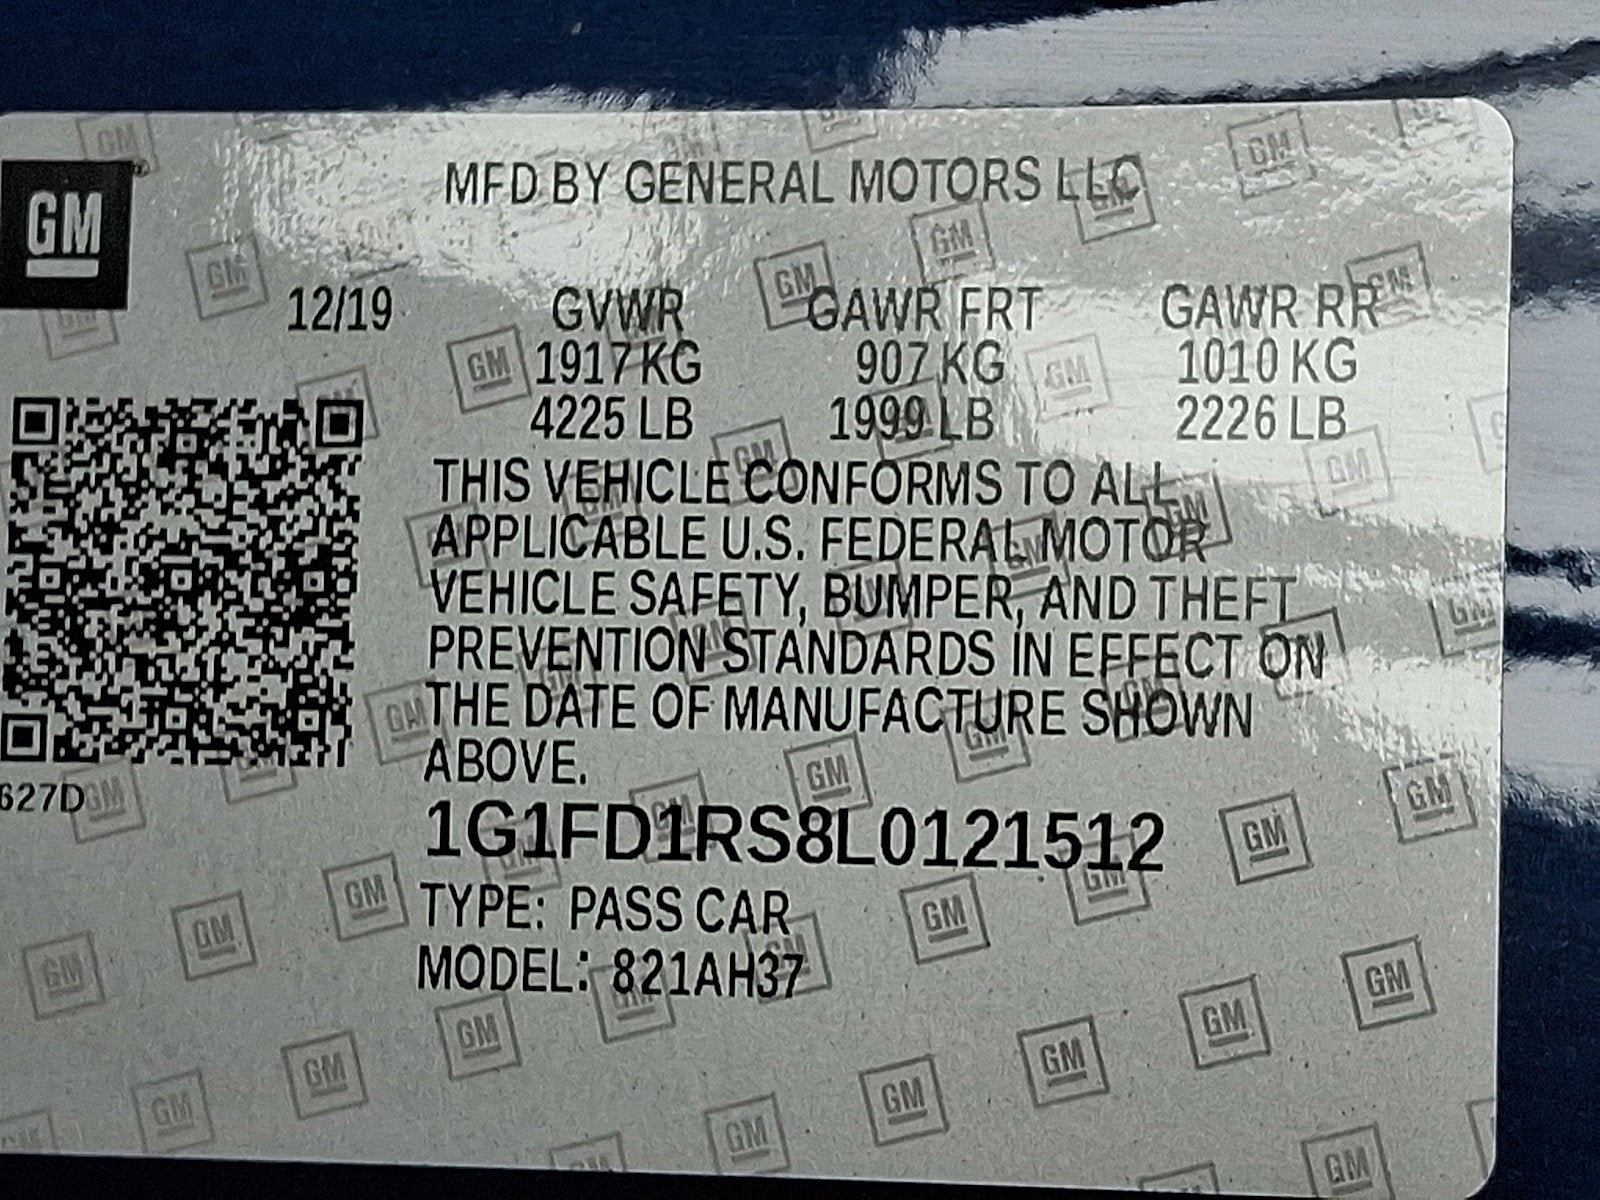 MFD BY GENERAL MOTORS LLC
GM
12/19 GVWR GAWR FRT GAWR RR
1917 KG 907 KG 1010 KG
4225 LB 1999 LB 2226 LB
THIS VEHICLE CONFORMS TO ALL
APPLICABLE U.S. FEDERAL MOTOR
VEHICLE SAFETY, BUMPER, AND THEFT
PREVENTION STANDARDS IN EFFECT ON
THE DATE OF MANUFACTURE SHOWN
ABOVE.
627D
1G1FD1RS8L0121512
TYPE: PASS CAR
MODEL: 821AH37